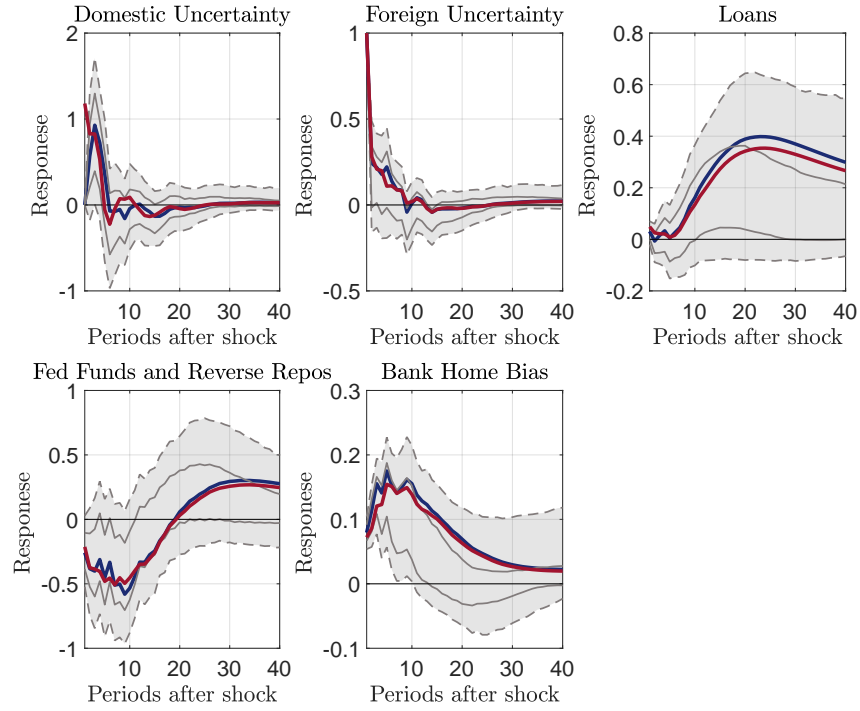 Domestic Uncertainty
Responese
2
1
0
-1
10 20 30 40
Periods after shock
Foreign Uncertainty
Responese
1
0.5
0
-0.5
10 20 30 40
Periods after shock
Loans
Responese
0.8
0.6
0.4
0.2
0
-0.2
10 20 30 40
Periods after shock
Fed Funds and Reverse Repos
Responese
1
0.5
0
-0.5
-1
10 20 30 40
Periods after shock
Bank Home Bias
Responese
0.3
0.2
0.1
0
-0.1
10 20 30 40
Periods after shock